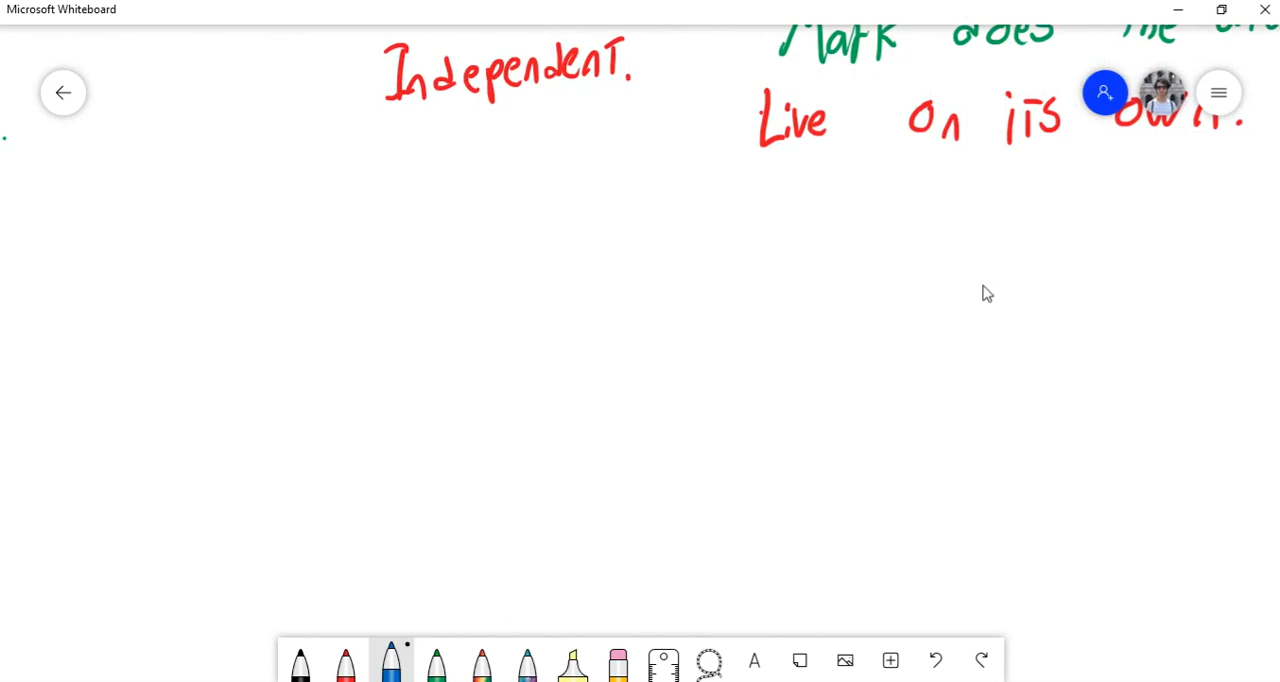 Microsoft Whiteboard
Mark does the
Independent.
Live on its own.
A